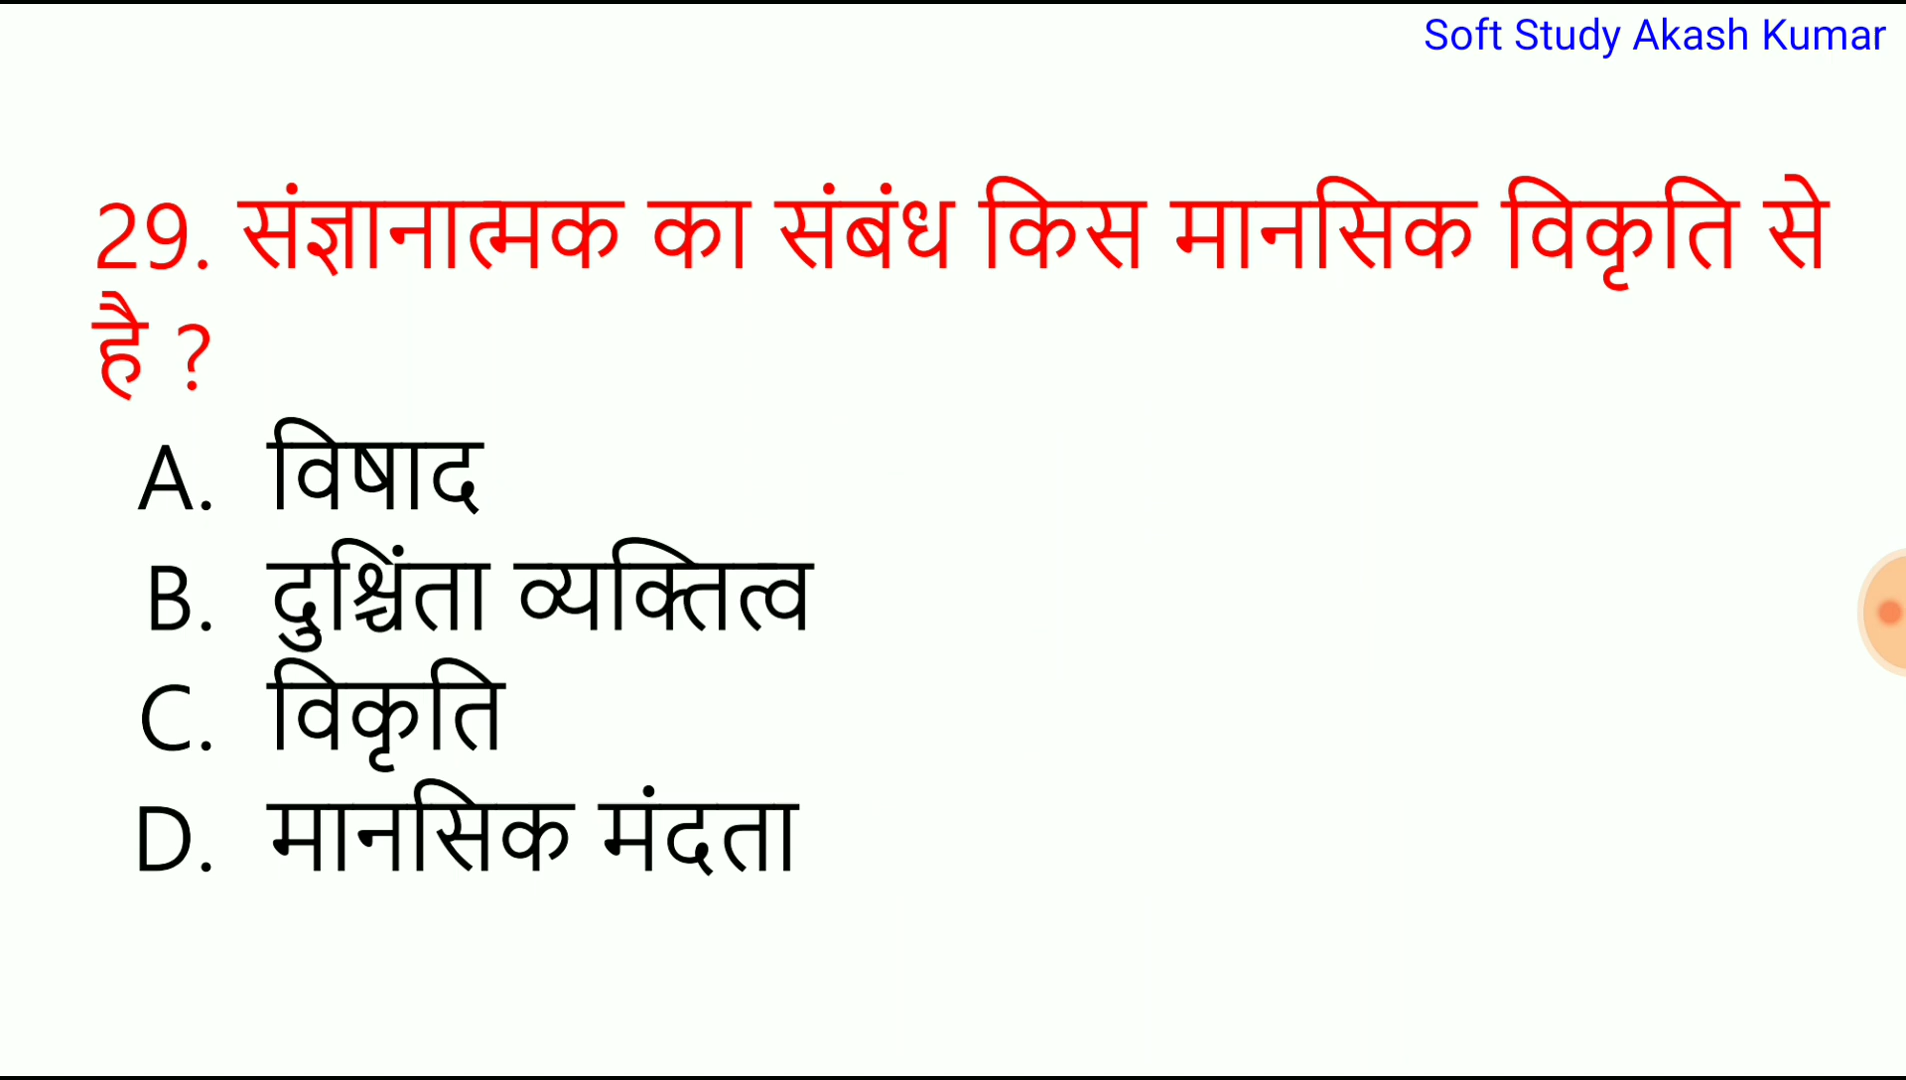 Soft Study Akash Kumar
29. संज्ञानात्मक का संबंध किस मानसिक विकृति से
है ?
A. विषाद
B. दुश्चिंता व्यक्तित्व
C. विकृति
D. मानसिक मंदता